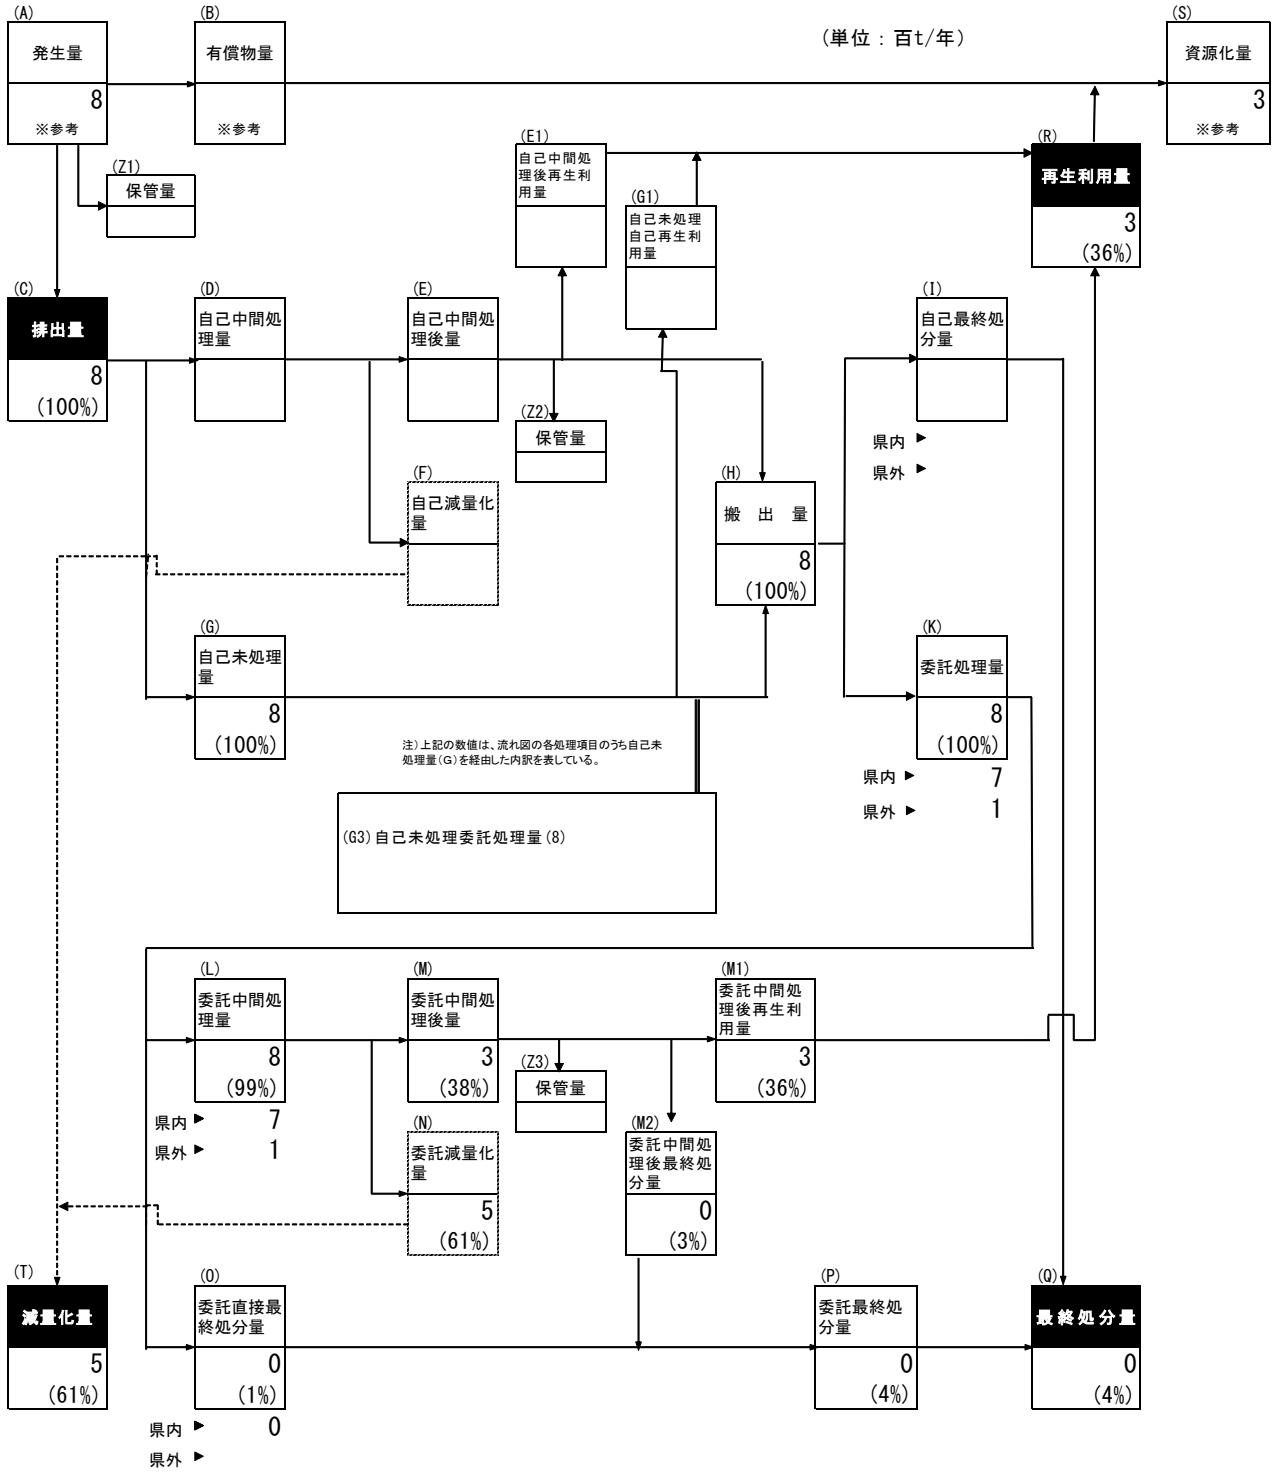 (A)
発生量
8
※参考
(B)
有償物量
※参考
(単位：百t/年)
(S)
資源化量
3
※参考
(Z1)
保管量
(E1)
自己中間処
理後再生利
用量
(G1)
自己未処理
自己再生利
用量
(R)
再生利用量
3
(36%)
(C)
排出量
8
(100%)
(D)
自己中間処
理量
(E)
自己中間処
理後量
(Z2)
保管量
(F)
自己減量化
量
(H)
搬　出　量
8
(100%)
(I)
自己最終処
分量
県内 ▶
県外 ▶
(G)
自己未処理
量
8
(100%)
(K)
委託処理量
8
(100%)
県内 ▶ 7
県外 ▶ 1
注)上記の数値は、流れ図の各処理項目のうち自己未
処理量(G)を経由した内訳を表している。
(G3)自己未処理委託処理量(8)
(L)
委託中間処
理量
8
(99%)
県内 ▶ 7
県外 ▶ 1
(M)
委託中間処
理後量
3
(38%)
(Z3)
保管量
(M1)
委託中間処
理後再生利
用量
3
(36%)
(N)
委託減量化
量
5
(61%)
(M2)
委託中間処
理後最終処
分量
0
(3%)
(T)
減量化量
5
(61%)
(O)
委託直接最
終処分量
0
(1%)
県内 ▶ 0
県外 ▶
(P)
委託最終処
分量
0
(4%)
(Q)
最終処分量
0
(4%)